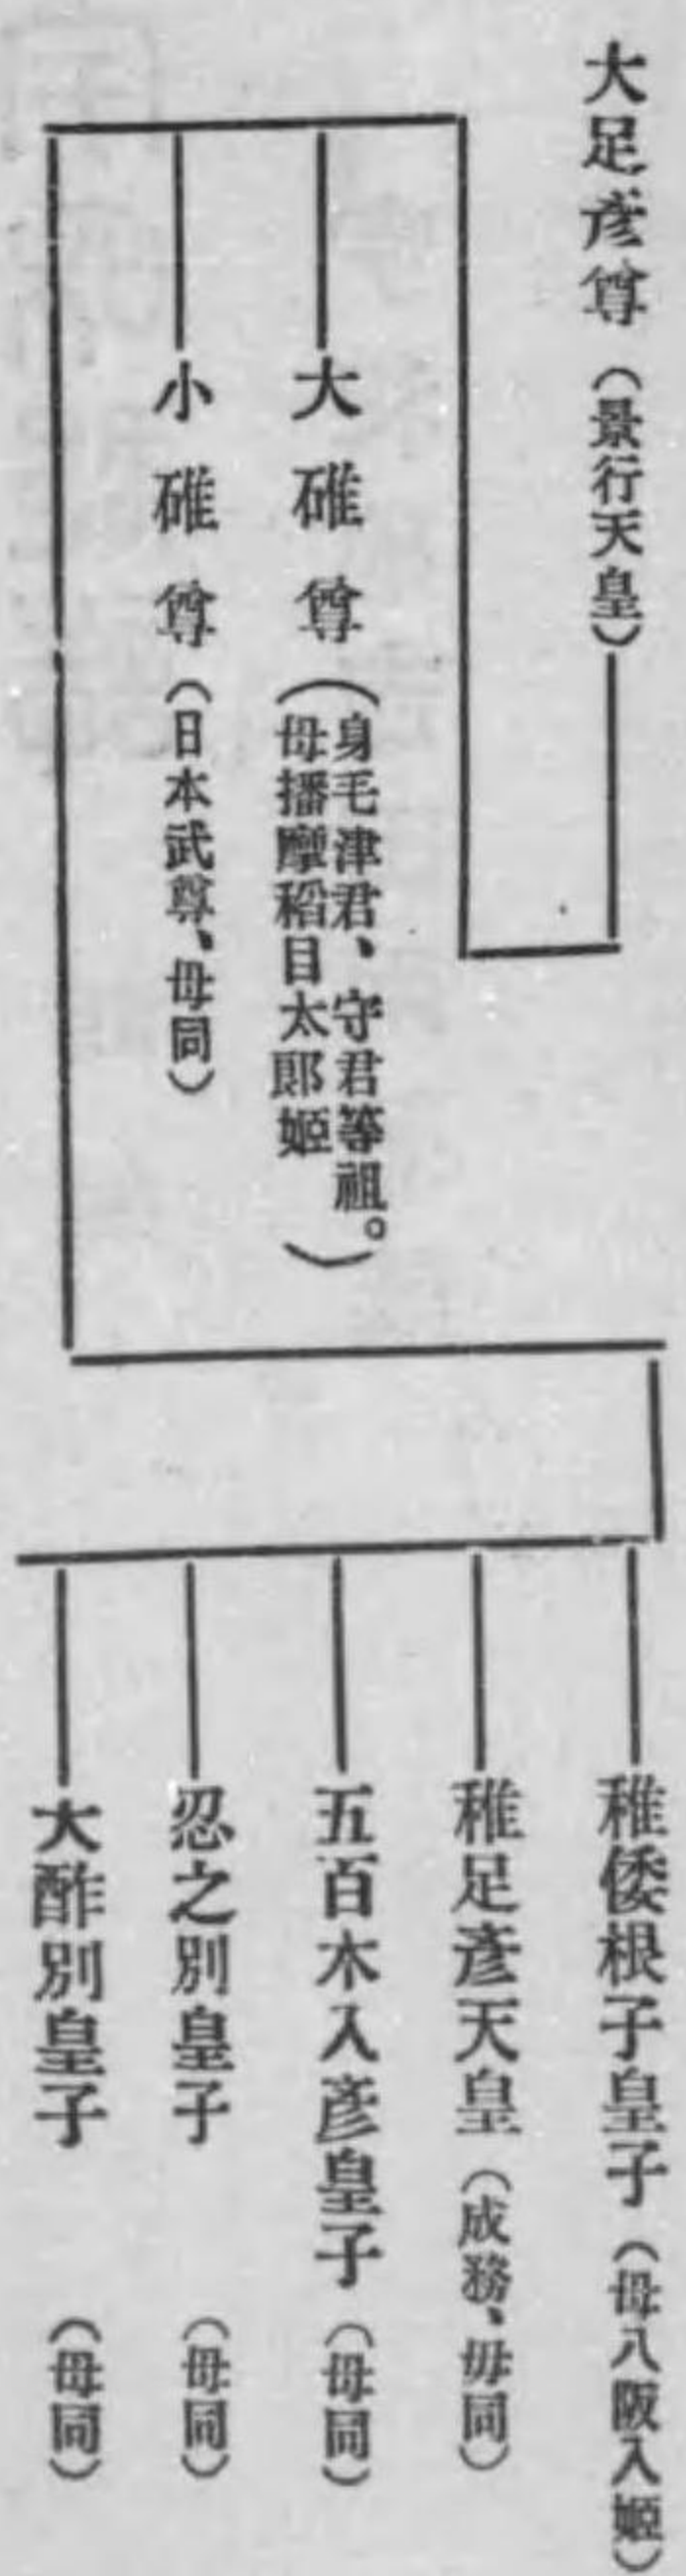 大足彥尊（景行天皇）
大碓尊（身毛津君、守君等祖。
母播磨稻目太郎姬）
小碓尊（日本武尊、母同）
稚倭根子皇子（母八阪入姬）
稚足彥天皇（成務、母同）
五百木入彥皇子（母同）
忍之別皇子（母同）
大酢別皇子（母同）